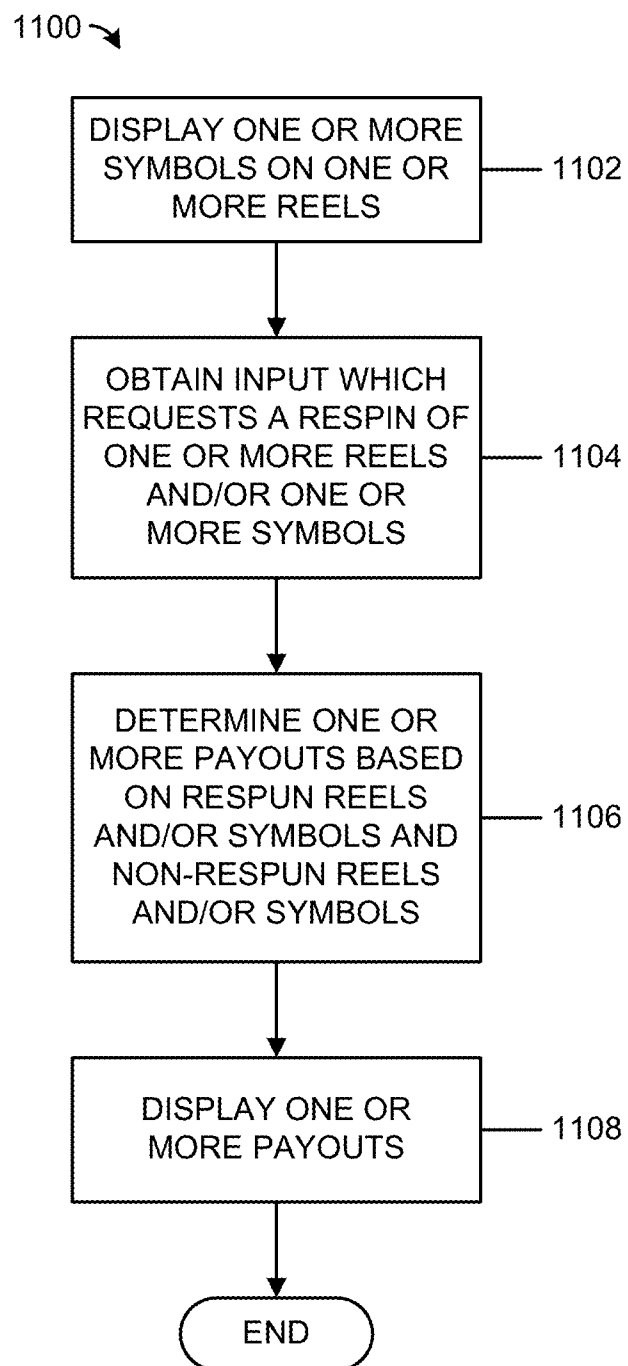 1100
DISPLAY ONE OR MORE
SYMBOLS ON ONE OR
MORE REELS
1102
OBTAIN INPUT WHICH
REQUESTS A RESPIN OF
ONE OR MORE REELS
AND/OR ONE OR
MORE SYMBOLS
1104
DETERMINE ONE OR
MORE PAYOUTS BASED
ON RESPUN REELS
AND/OR SYMBOLS AND
NON-RESPUN REELS
AND/OR SYMBOLS
1106
DISPLAY ONE OR
MORE PAYOUTS
1108
END